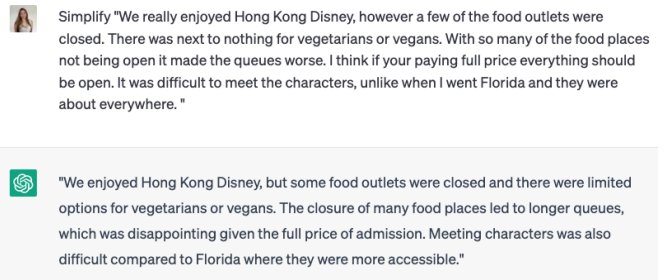 Simplify "We really enjoyed Hong Kong Disney, however a few of the food outlets were
closed. There was next to nothing for vegetarians or vegans. With so many of the food places
not being open it made the queues worse. I think if your paying full price everything should
be open. It was difficult to meet the characters, unlike when I went Florida and they were
about everywhere. "
"We enjoyed Hong Kong Disney, but some food outlets were closed and there were limited
options for vegetarians or vegans. The closure of many food places led to longer queues,
which was disappointing given the full price of admission. Meeting characters was also
difficult compared to Florida where they were more accessible."